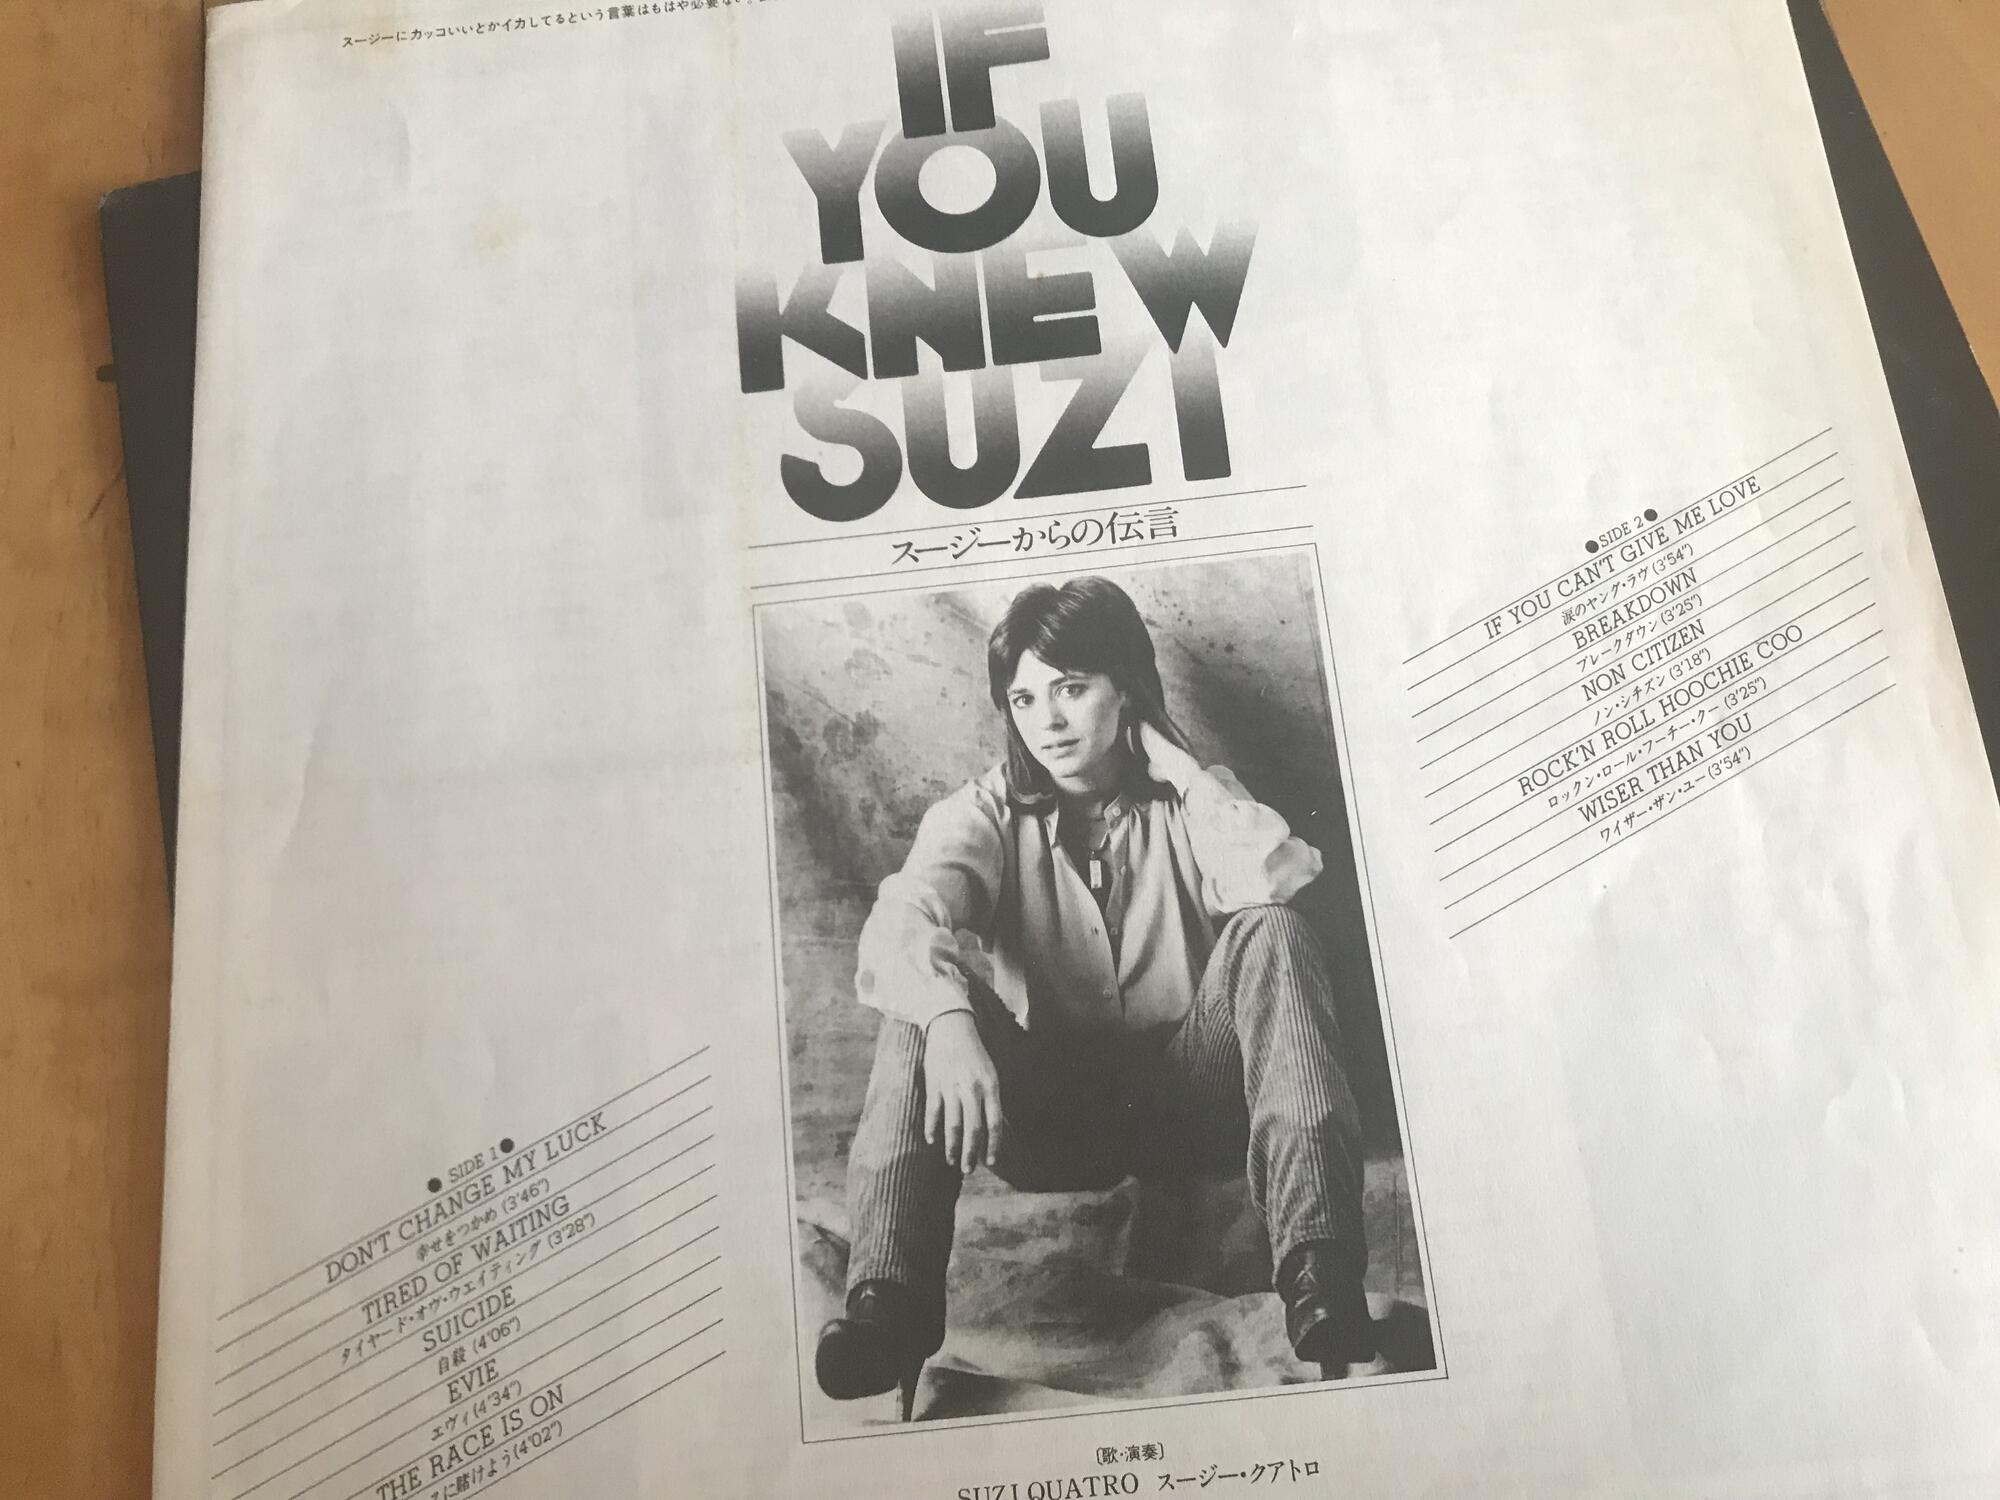 スージーにカッコいいとかイカしてるという言葉はもはや必要ない。
IF
YOU
KNEW
SUZI
スージーからの伝言
●SIDE 2●
IF YOU CAN'T GIVE ME LOVE
涙のヤング・ラヴ (3'54")
BREAKDOWN
ブレークダウン (3'25")
NON CITIZEN
ノン・シチズン (3'18")
ROCK'N ROLL HOOCHIE COO
ロックン・ロール・フーチー・クー (3'25")
WISER THAN YOU
ワイザー・ザン・ユー (3'54")
● SIDE 1●
DON'T CHANGE MY LUCK
幸せをつかめ (3'46")
TIRED OF WAITING
タイヤード・オヴ・ウエイティング (3'28")
SUICIDE
自殺 (4'06")
EVIE
エヴィ (4'34")
THE RACE IS ON
スに賭けよう (4'02")
〔歌・演奏〕
SUZI QUATRO スージー・クアトロ